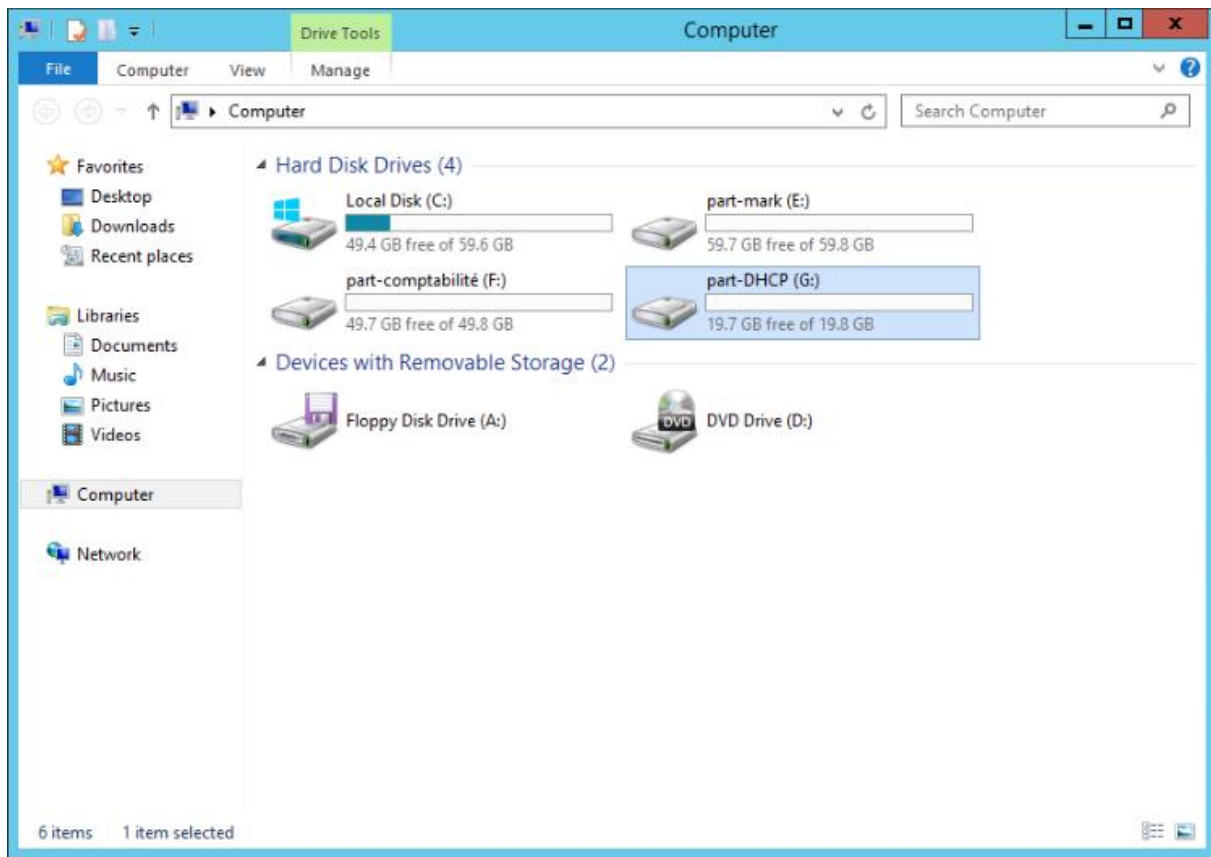 Drive Tools
Computer
File
Computer
View
Manage
Computer
Search Computer
Favorites
Desktop
Downloads
Recent places
Libraries
Documents
Music
Pictures
Videos
Computer
Network
Hard Disk Drives (4)
Local Disk (C:)
49.4 GB free of 59.6 GB
part-mark (E:)
59.7 GB free of 59.8 GB
part-comptabilité (F:)
49.7 GB free of 49.8 GB
part-DHCP (G:)
19.7 GB free of 19.8 GB
Devices with Removable Storage (2)
Floppy Disk Drive (A:)
DVD
DVD Drive (D:)
6 items
1 item selected